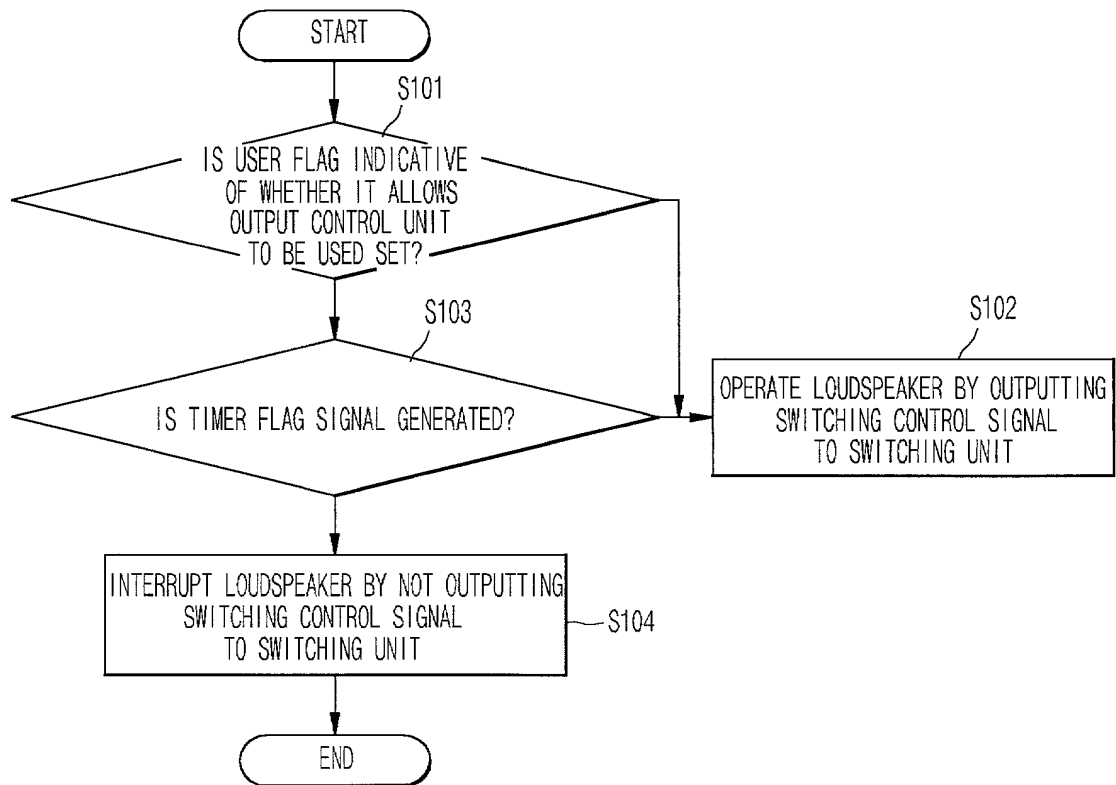 START
S101
IS USER FLAG INDICATIVE
OF WHETHER IT ALLOWS
OUTPUT CONTROL UNIT
TO BE USED SET?
S103
IS TIMER FLAG SIGNAL GENERATED?
S102
OPERATE LOUDSPEAKER BY OUTPUTTING
SWITCHING CONTROL SIGNAL
TO SWITCHING UNIT
INTERRUPT LOUDSPEAKER BY NOT OUTPUTTING
SWITCHING CONTROL SIGNAL
TO SWITCHING UNIT
S104
END